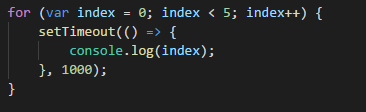 for (var index = 0; index < 5; index++) {
    setTimeout(() => {
        console.log(index);
    }, 1000);
}